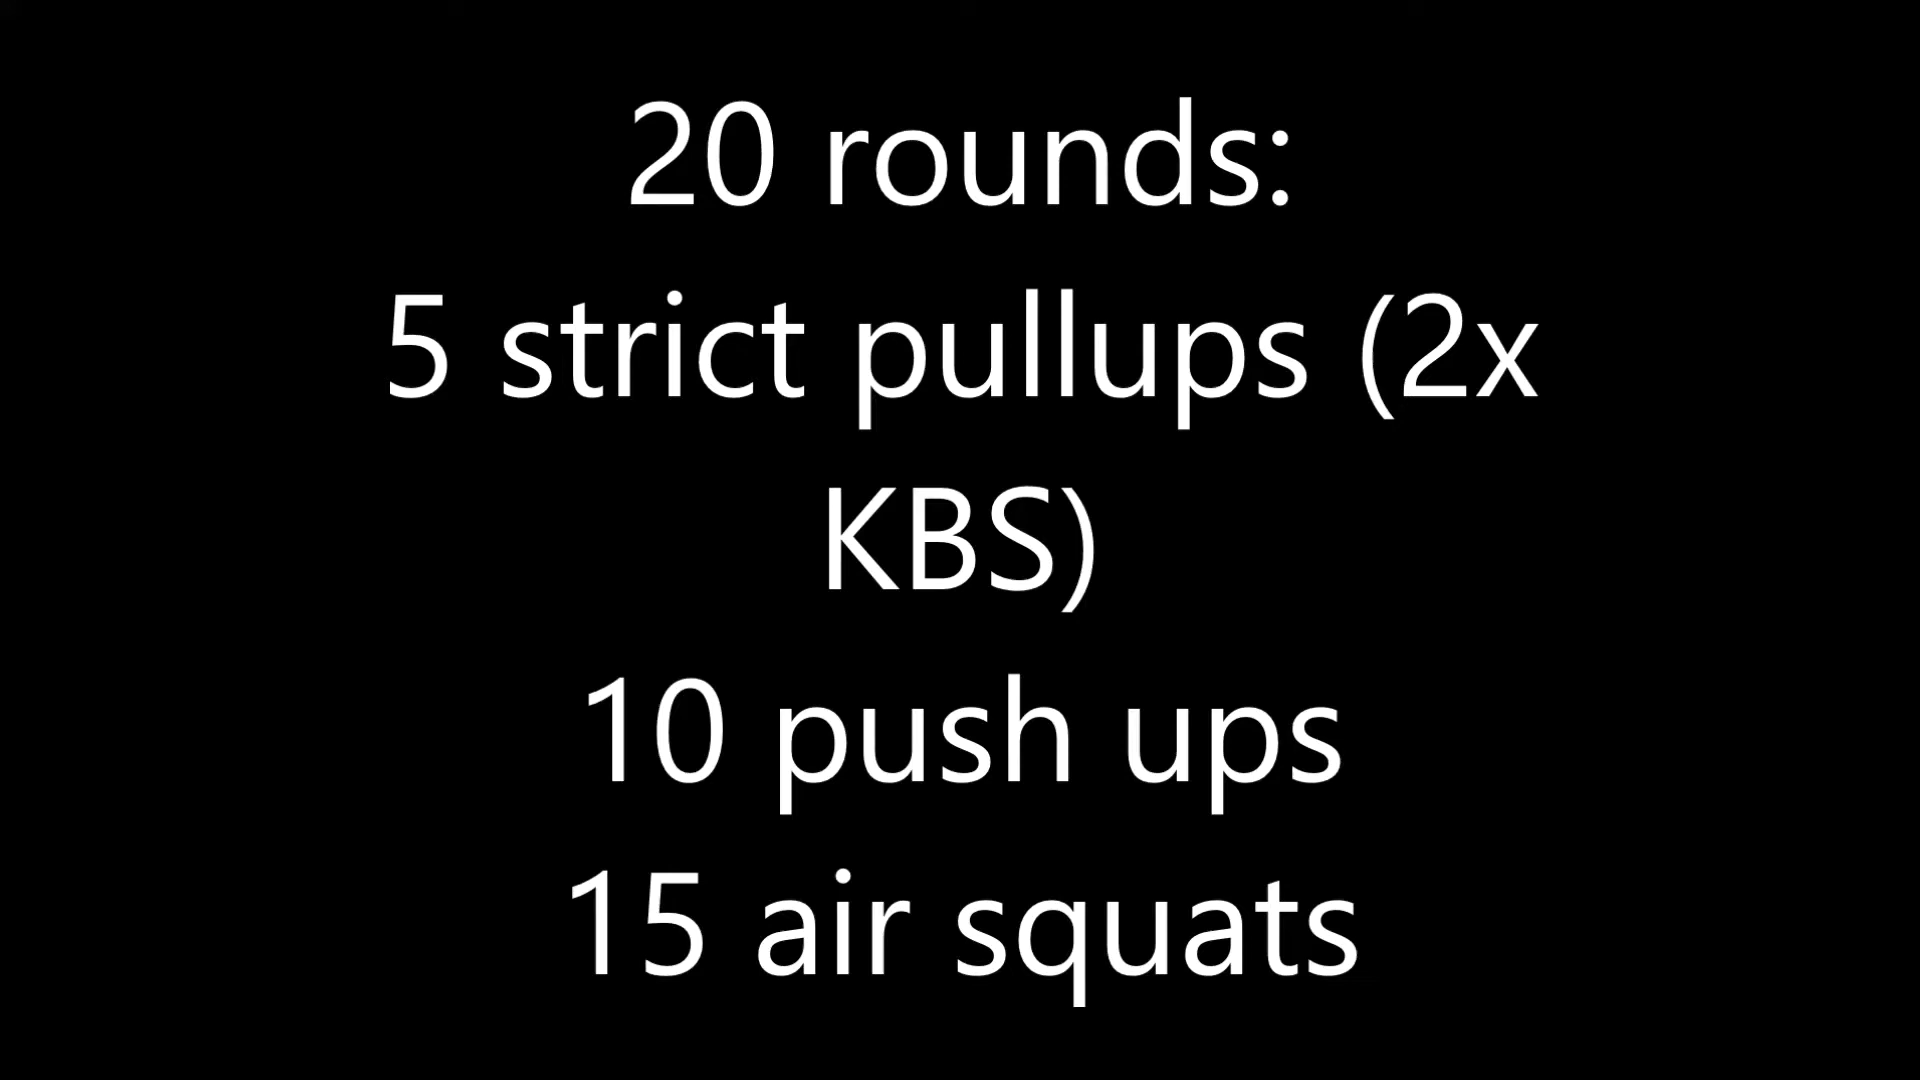 20 rounds:
5 strict pullups (2x
KBS)
10 push ups
15 air squats